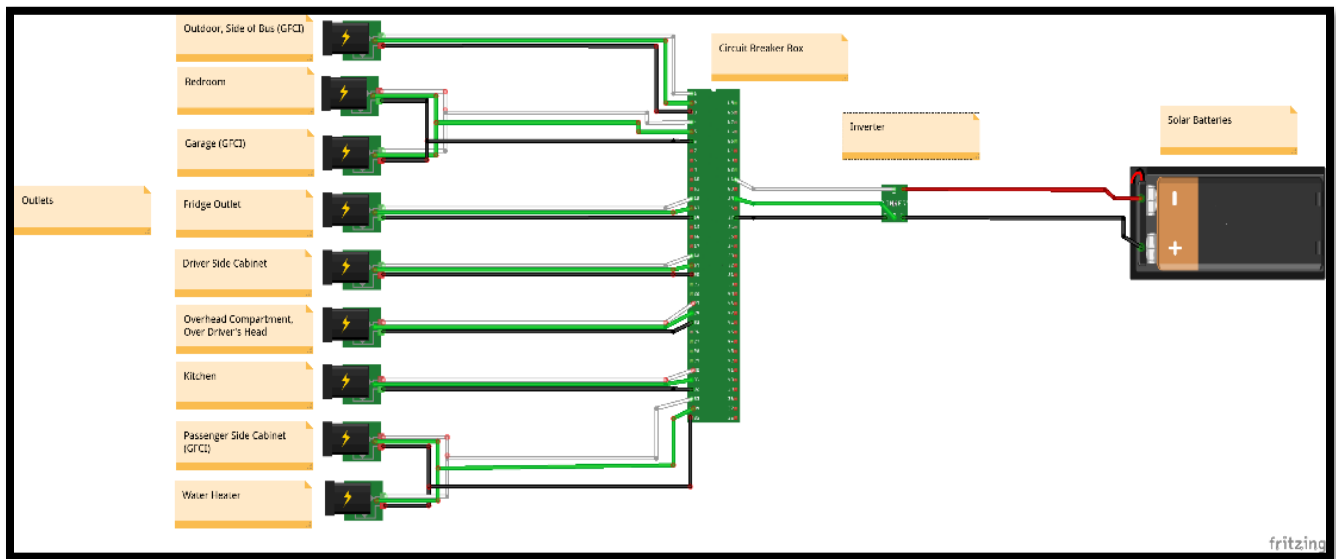 Outdoor, Side of Bus (GFCI)
Circuit Breaker Box
Bedroom
Inverter
Solar Batteries
Garage (GFCI)
Outlets
Fridge Outlet
Driver Side Cabinet
Overhead Compartment,
Over Driver's Head
Kitchen
Passenger Side Cabinet
(GFCI)
Water Heater
-
+
fritzing